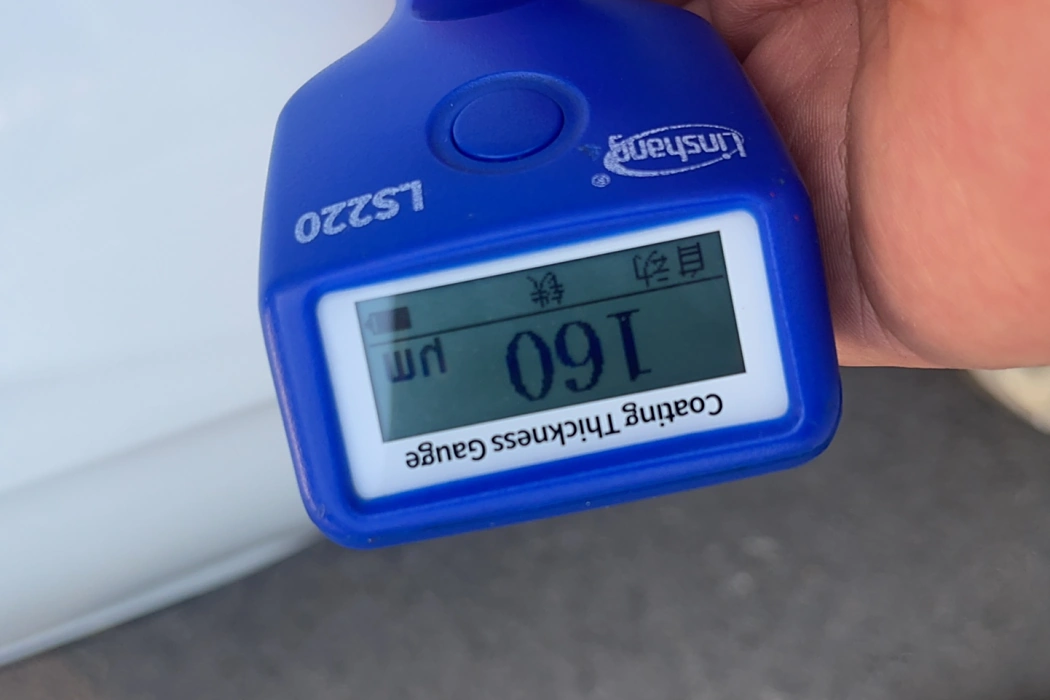 Coating Thickness Gauge
160 μm
自动 铁
Linshang®
LS220